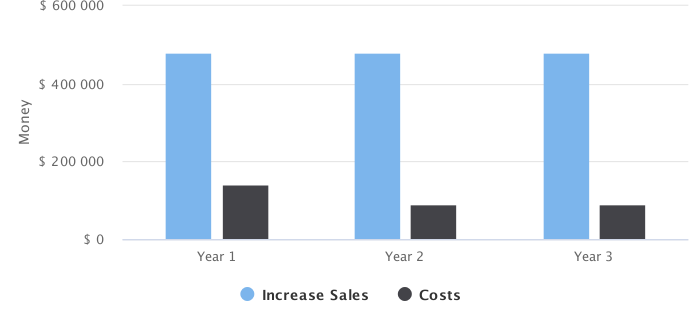 $ 600 000
$ 400 000
$ 200 000
$ 0
Money
Year 1
Year 2
Year 3
Increase Sales
Costs